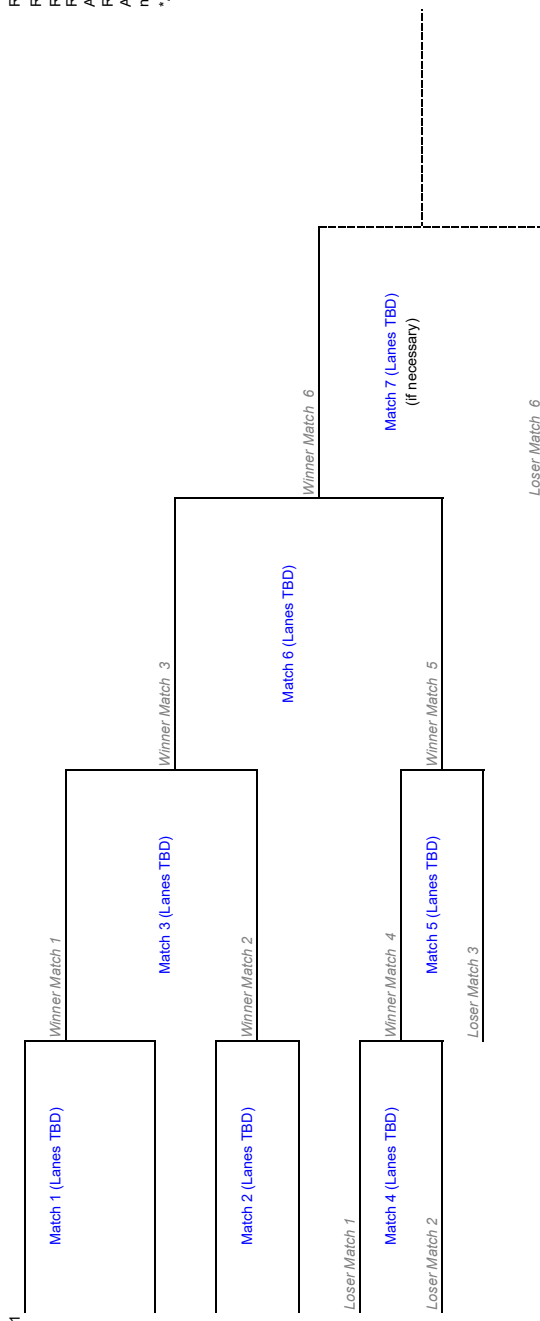 1
R
R
R
R
A
R
A
n
*
Winner Match 1
Match 1 (Lanes TBD)
Winner Match 3
Match 3 (Lanes TBD)
Winner Match 2
Match 2 (Lanes TBD)
Match 6 (Lanes TBD)
Winner Match 6
Loser Match 1
Match 4 (Lanes TBD)
Winner Match 4
Match 7 (Lanes TBD)
(if necessary)
Loser Match 2
Match 5 (Lanes TBD)
Winner Match 5
Loser Match 3
Loser Match 6